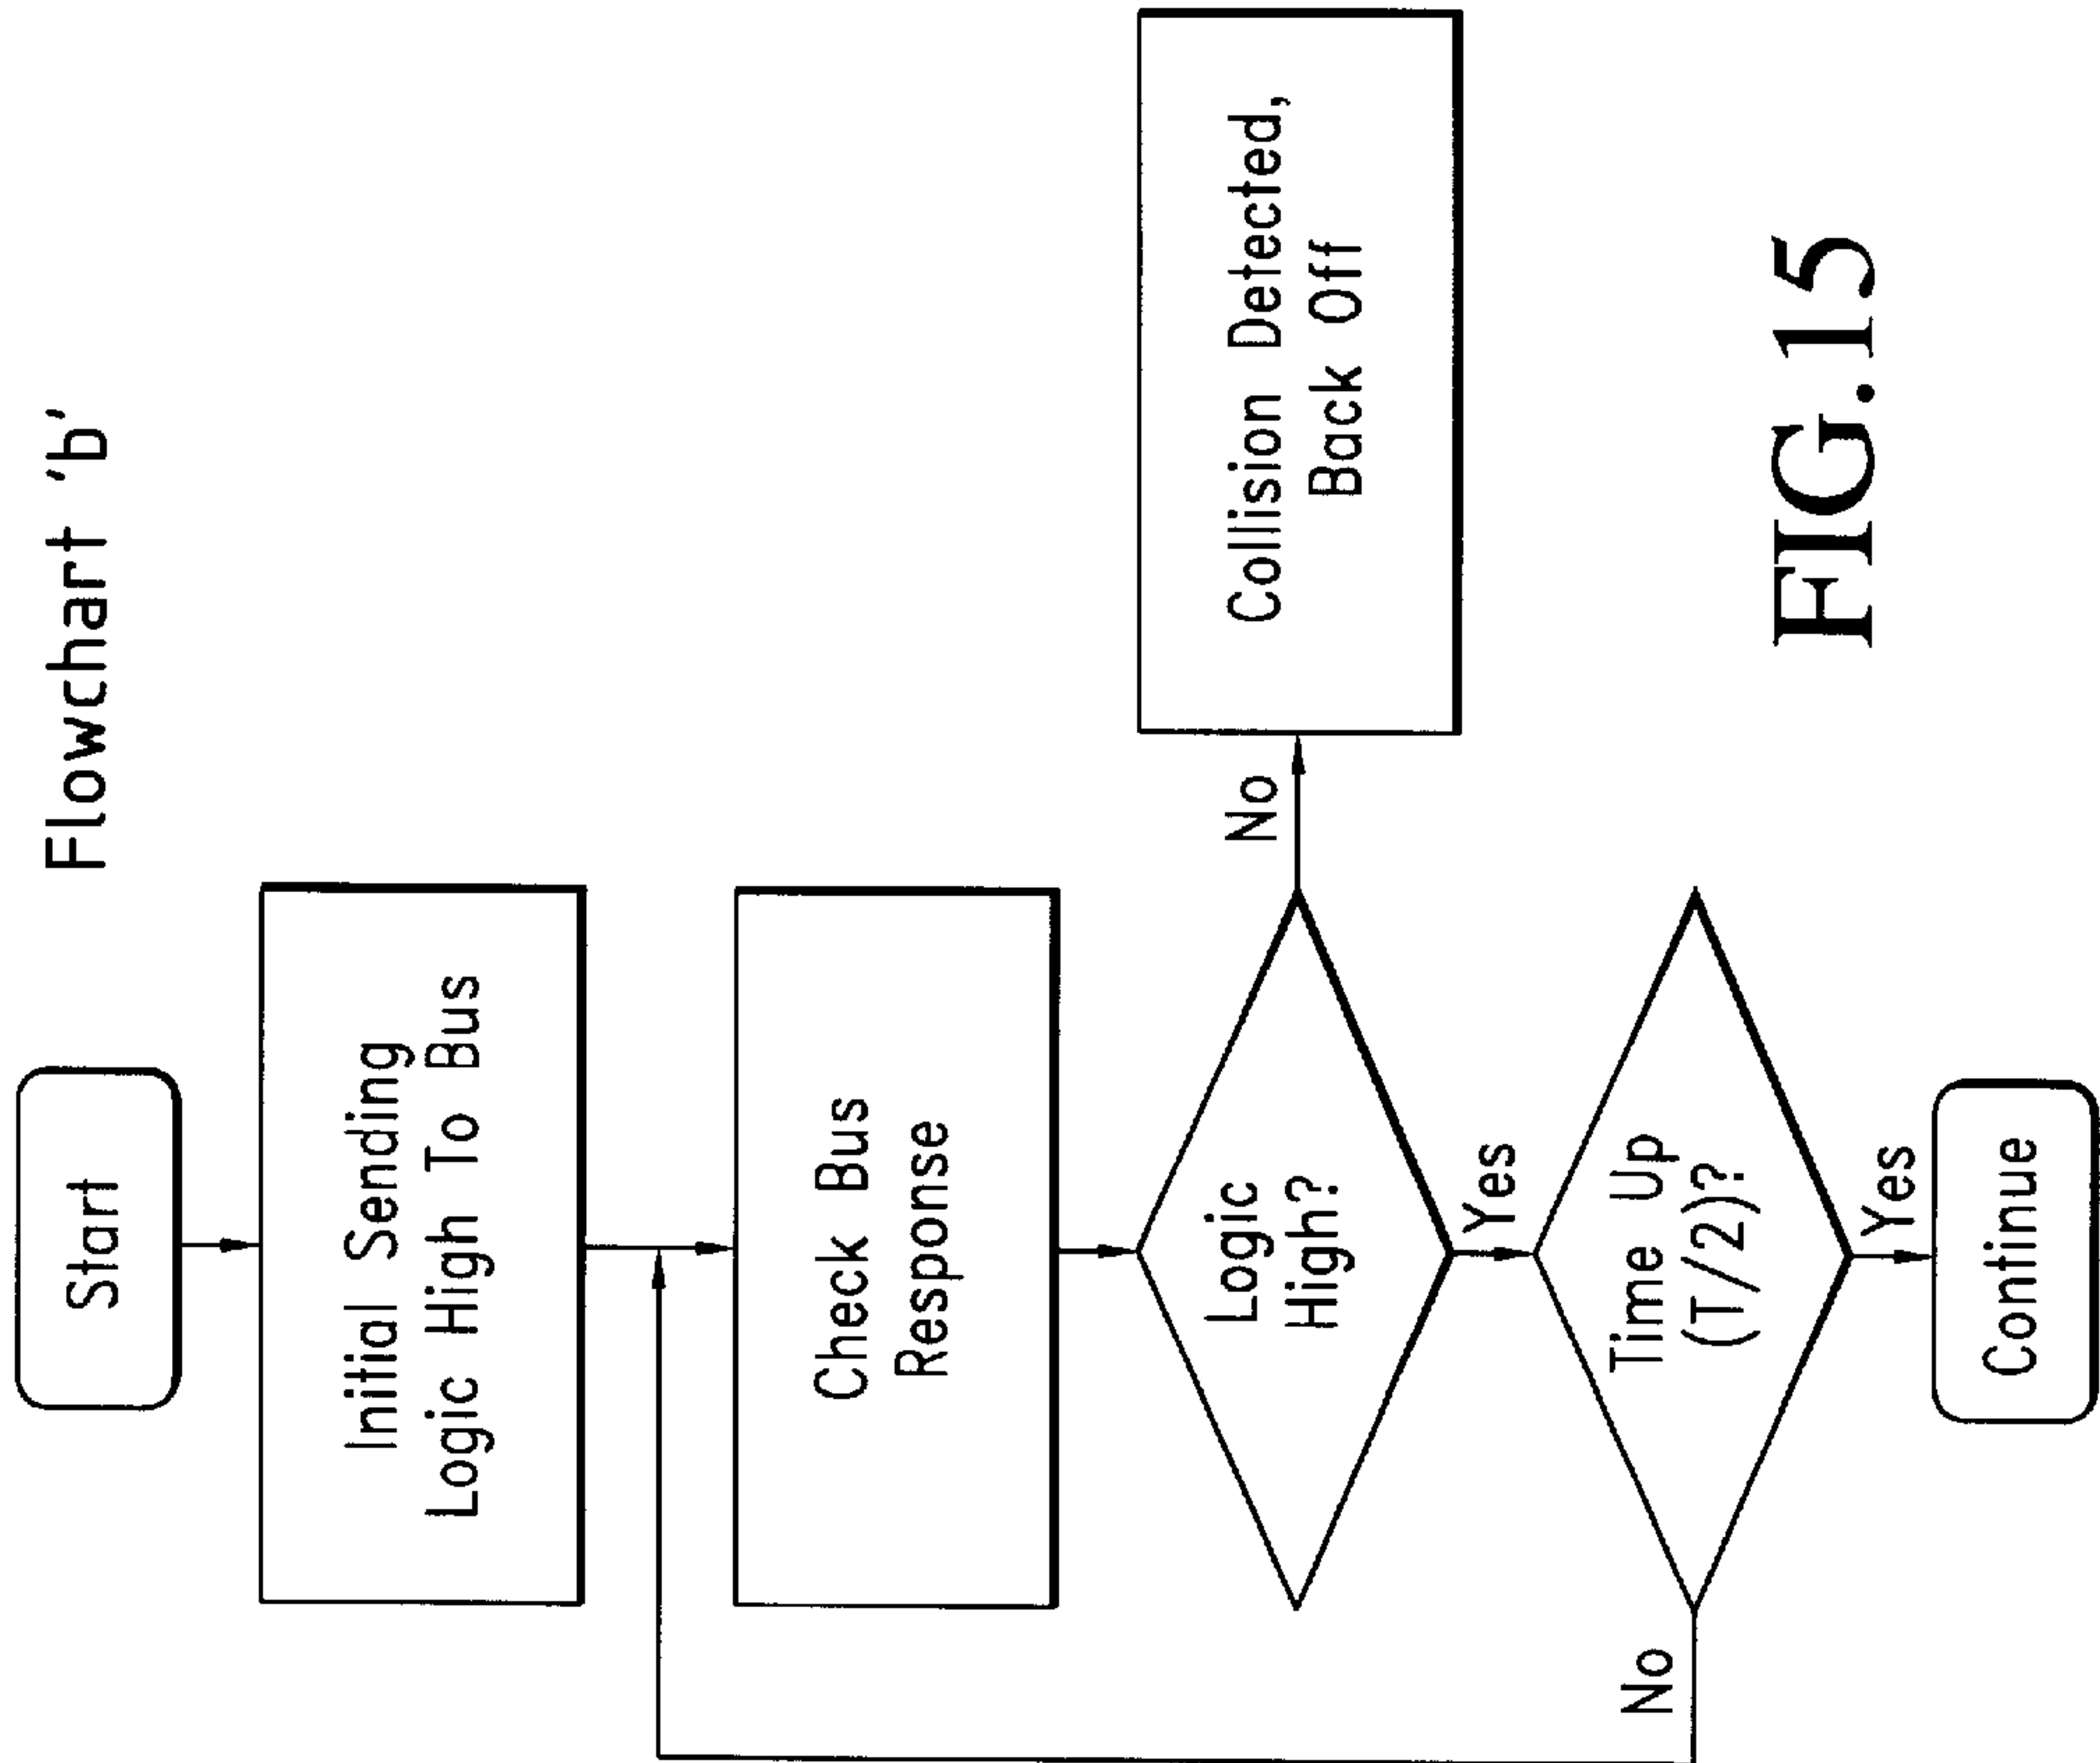 Flowchart 'b'
Start
Initial Sending
Logic High To Bus
Check Bus
Response
Logic
High?
No
Collision Detected,
Back Off
Yes
Time Up
(T/2)?
No
Yes
Continue
FIG.15